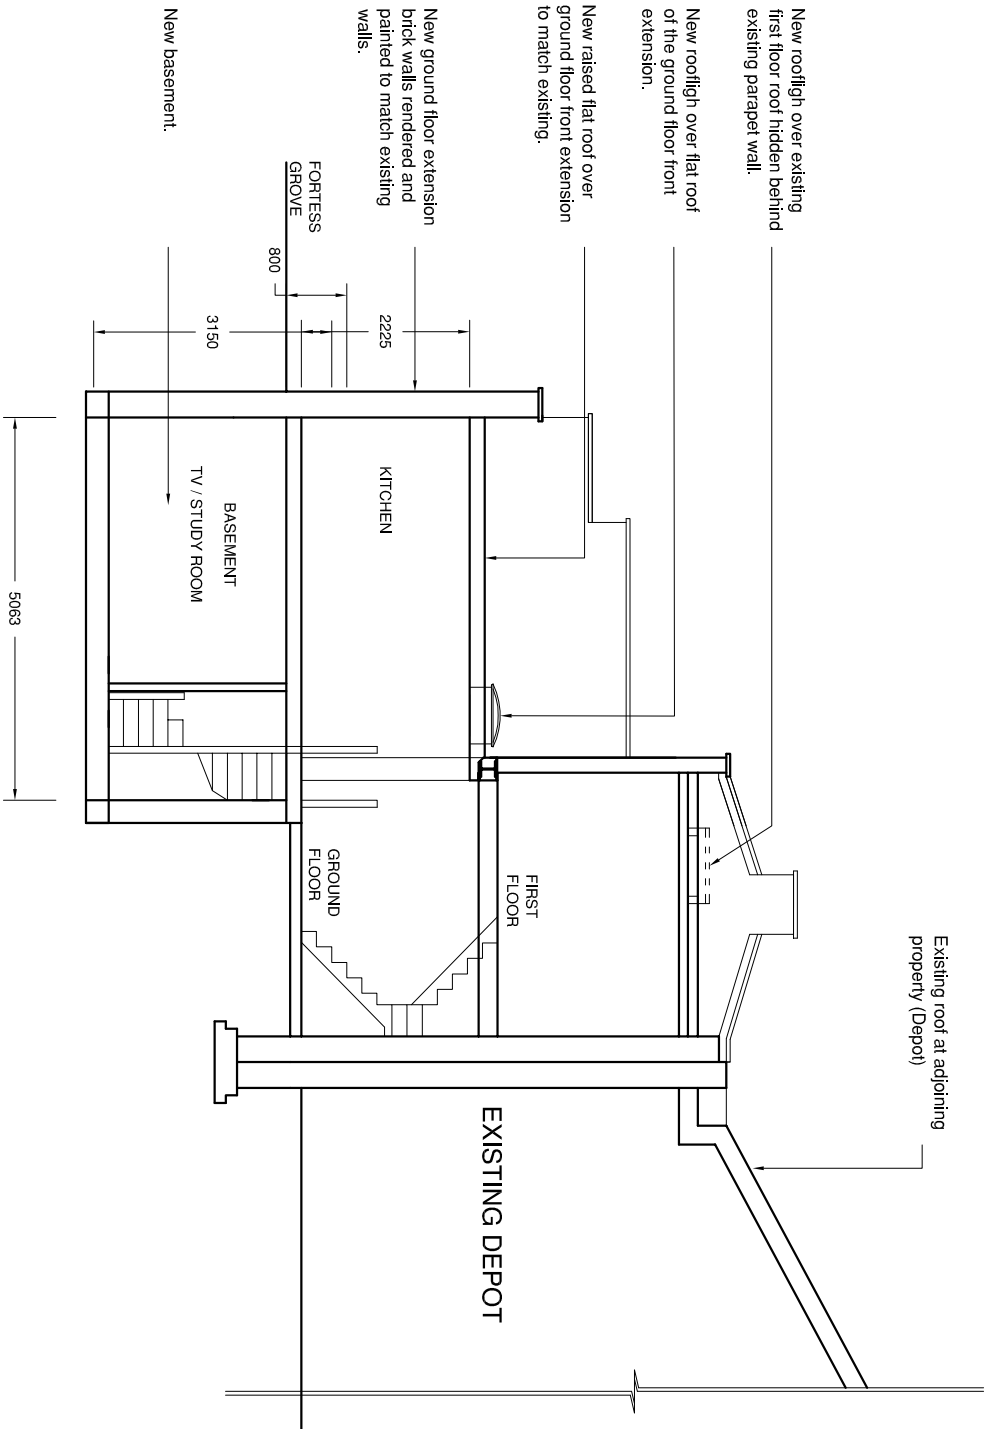 New roofligh over existing
first floor roof hidden behind
existing parapet wall.
New roofligh over flat roof
of the ground floor front
extension.
New raised flat roof over
ground floor front extension
to match existing.
New ground floor extension
brick walls rendered and
painted to match existing
walls.
New basement.
Existing roof at adjoining
property (Depot)
FORTESS
GROVE
800
2225
3150
5063
KITCHEN
BASEMENT
TV / STUDY ROOM
FIRST
FLOOR
GROUND
FLOOR
EXISTING DEPOT